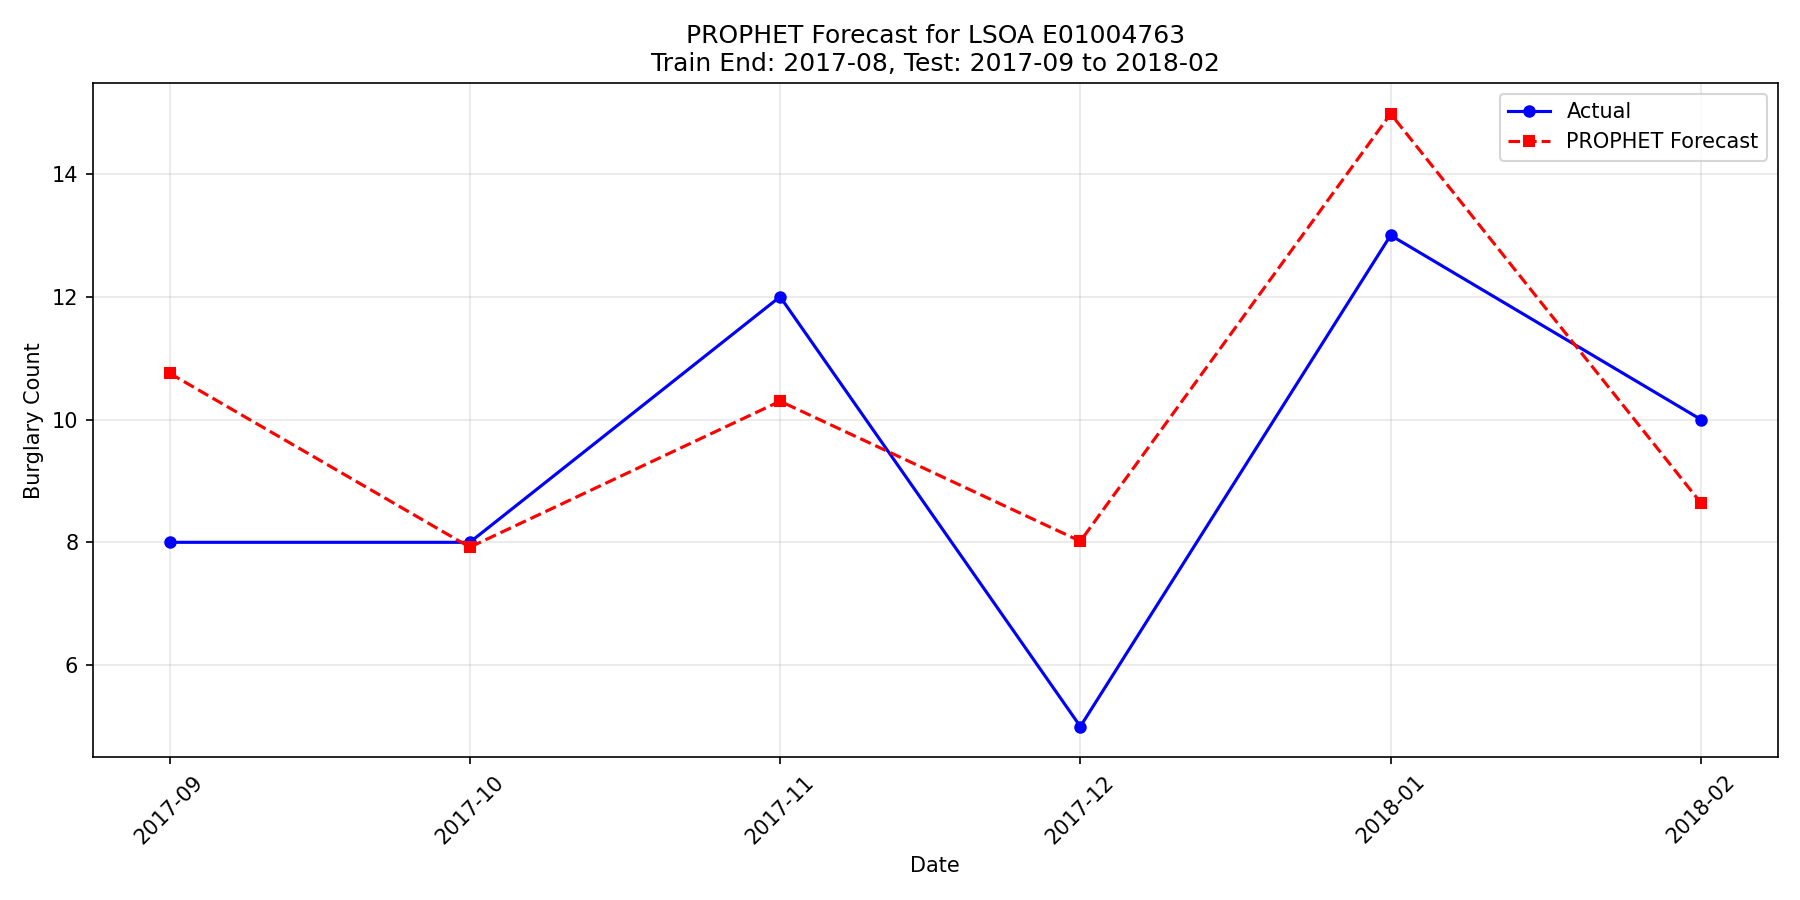 PROPHET Forecast for LSOA E01004763
Train End: 2017-08, Test: 2017-09 to 2018-02
Actual
PROPHET Forecast
Burglary Count
14
12
10
8
6
2017-09
2017-10
2017-11
2017-12
2018-01
2018-02
Date